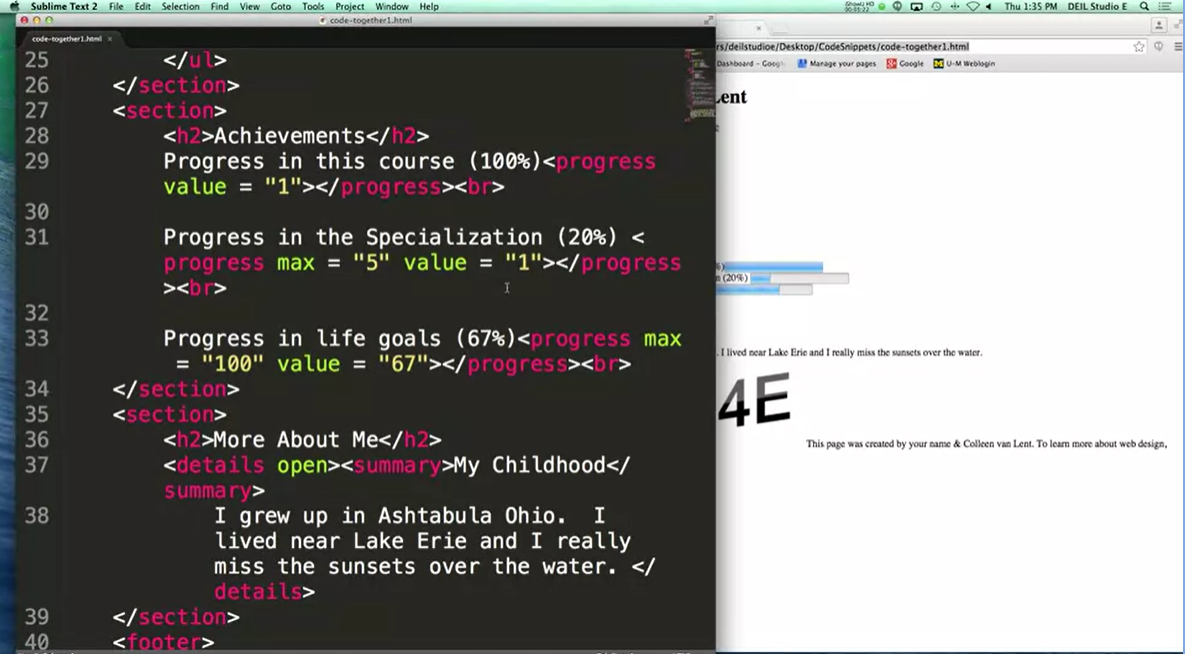 Sublime Text 2 File Edit Selection Find View Goto Tools Project Window Help
Thu 1:35 PM DEIL Studio E
code-together1.html
code-together1.html
25 </ul>
26 </section>
27 <section>
28 <h2>Achievements</h2>
29 Progress in this course (100%)<progress
value = "1"></progress><br>
30
31 Progress in the Specialization (20%) <
progress max = "5" value = "1"></progress
><br>
32
33 Progress in life goals (67%)<progress max
= "100" value = "67"></progress><br>
34 </section>
35 <section>
36 <h2>More About Me</h2>
37 <details open><summary>My Childhood</
summary>
38 I grew up in Ashtabula Ohio. I
lived near Lake Erie and I really
miss the sunsets over the water. </
details>
39 </section>
40 <footer>
rs/deilstudioe/Desktop/CodeSnippets/code-together1.html
Dashboard - Googl Manage your pages Google U-M Weblogin
Lent
%)
n (20%)
. I lived near Lake Erie and I really miss the sunsets over the water.
4E
This page was created by your name & Colleen van Lent. To learn more about web design,